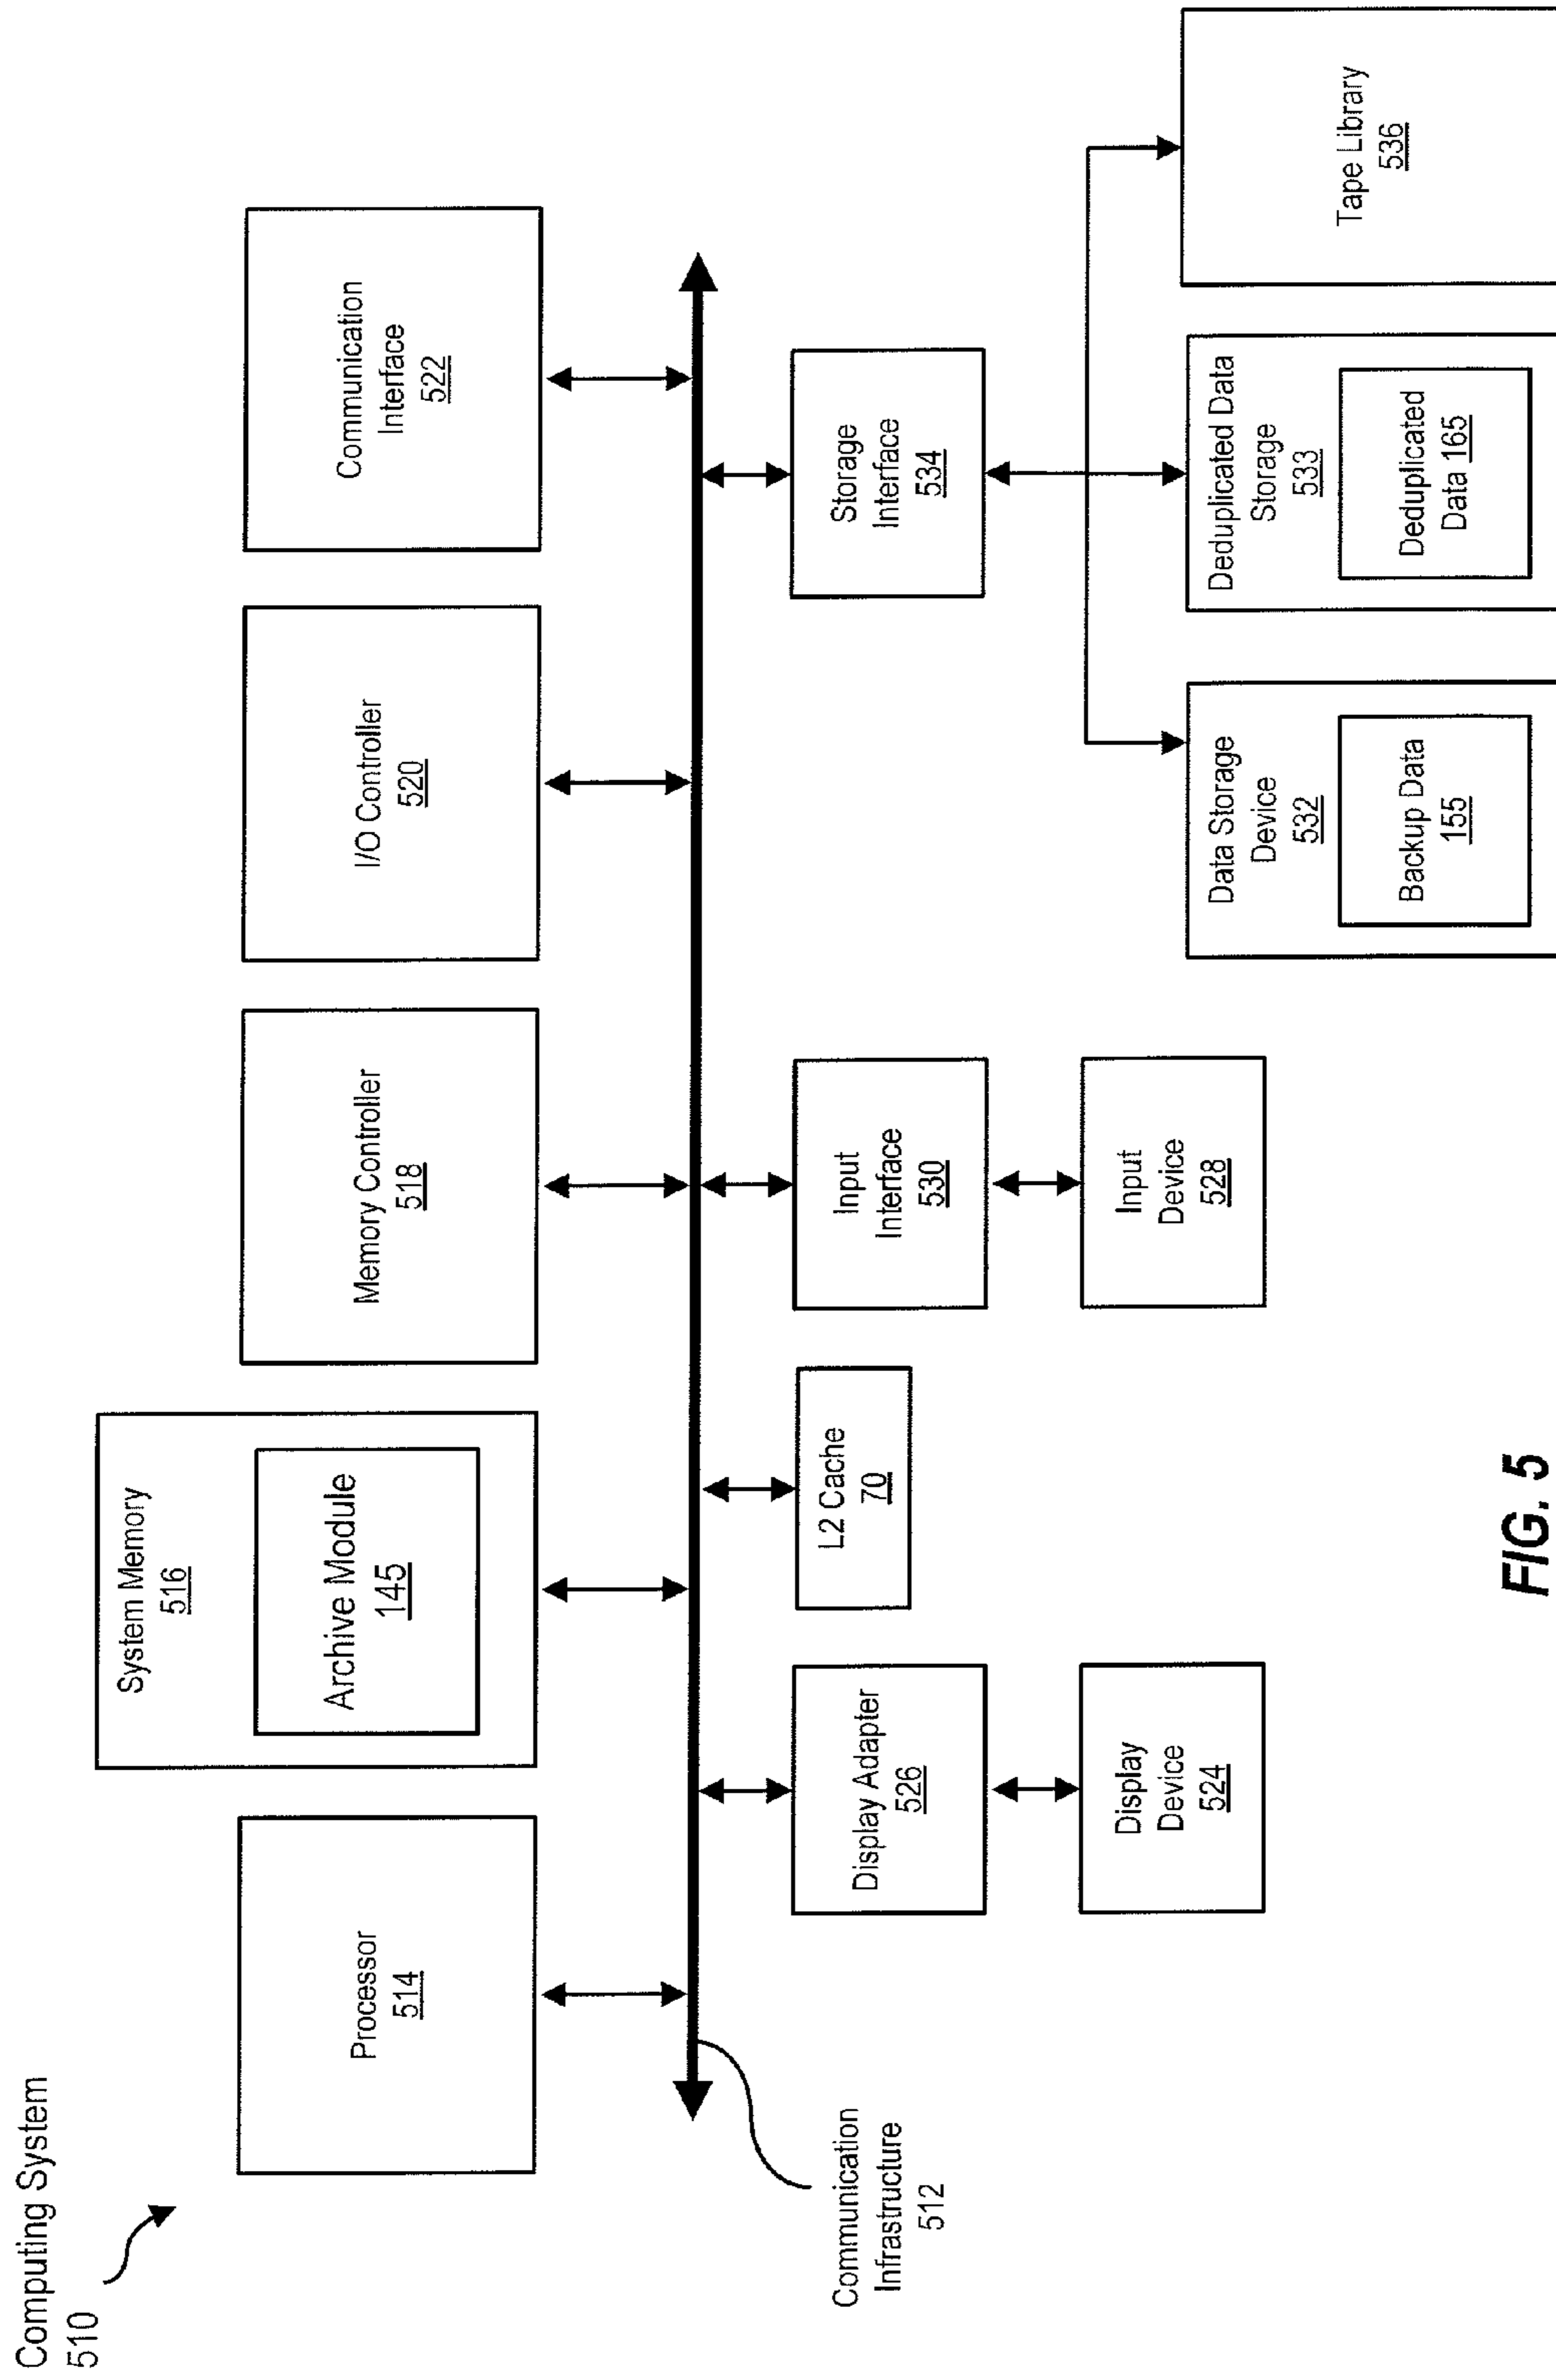 Computing System
510
Processor
514
System Memory
516
Archive Module
145
Memory Controller
518
I/O Controller
520
Communication
Interface
522
Communication
Infrastructure
512
Display Adapter
526
L2 Cache
70
Input
Interface
530
Storage
Interface
534
Display
Device
524
Input
Device
528
Data Storage
Device
532
Backup Data
155
Deduplicated Data
Storage
533
Deduplicated
Data 165
Tape Library
536
FIG. 5